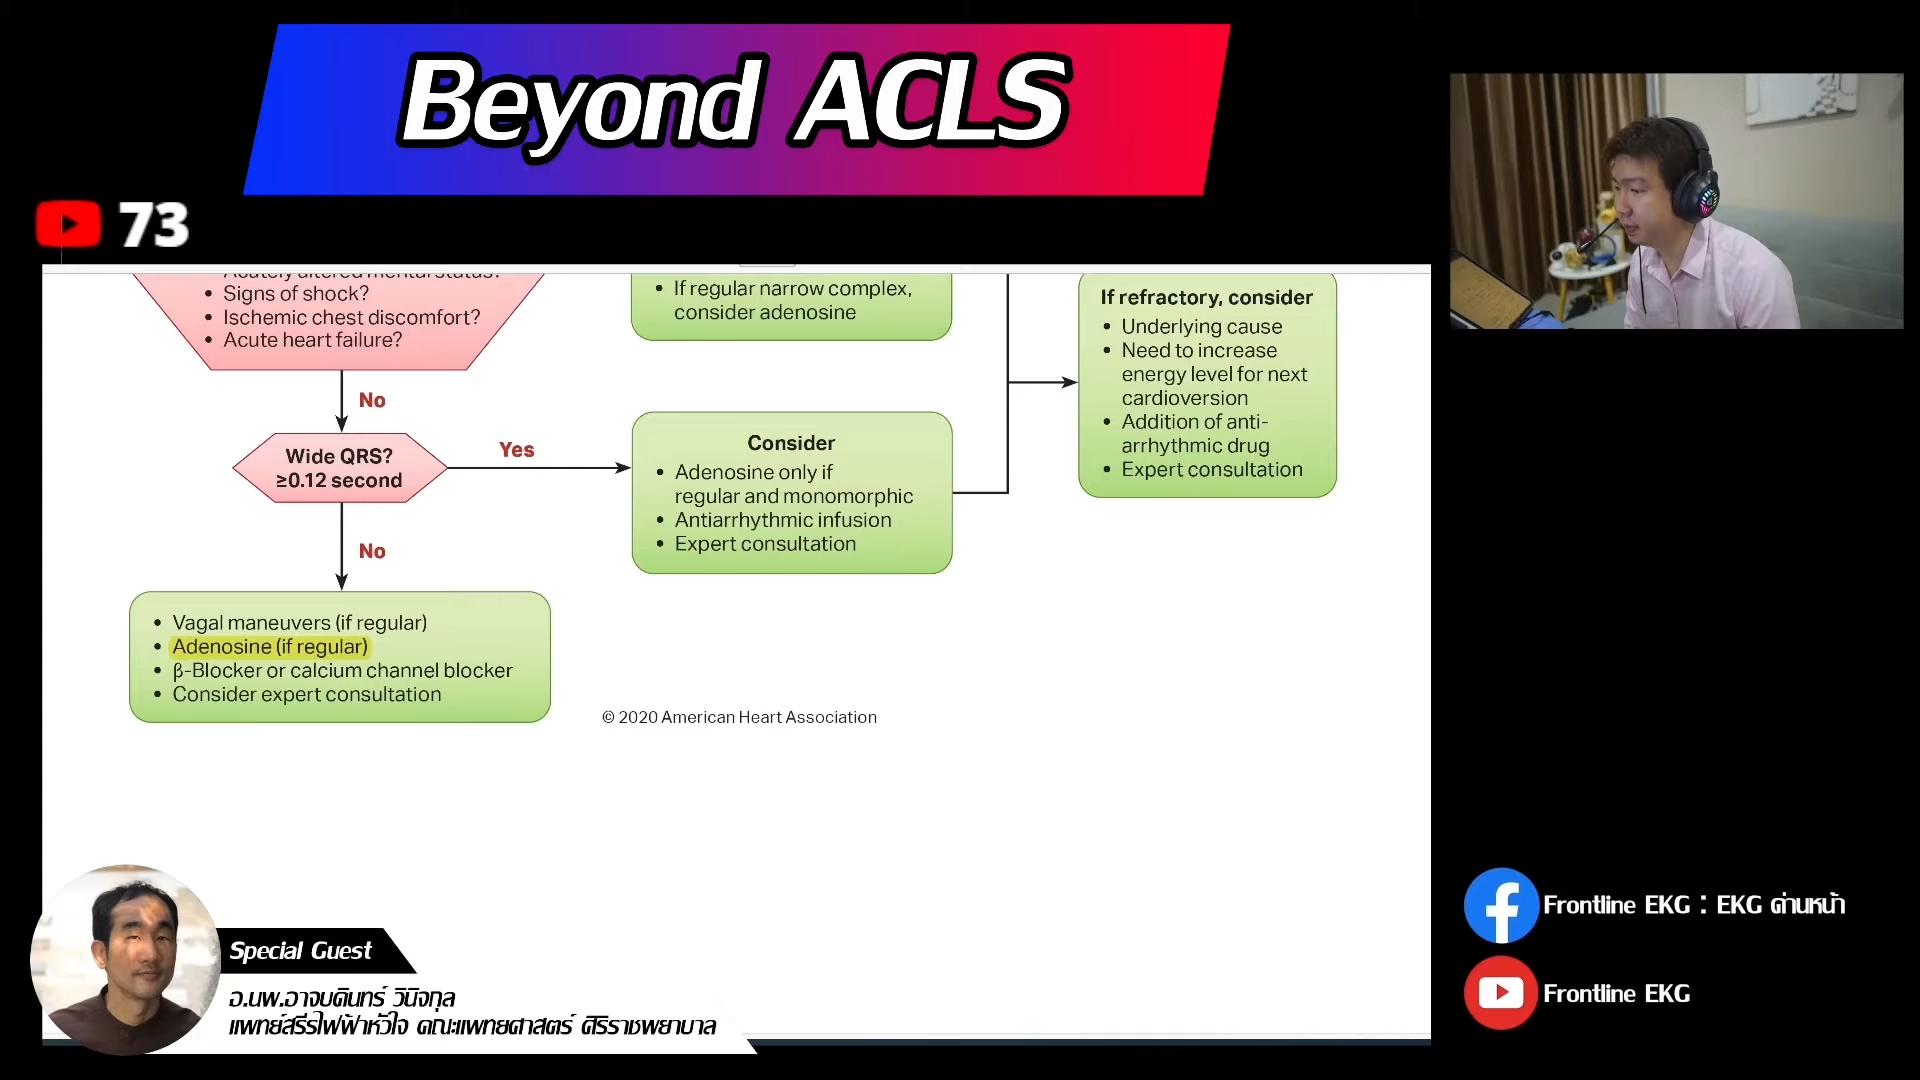 Beyond ACLS
73
Acutely altered mental status?
• Signs of shock?
• Ischemic chest discomfort?
• Acute heart failure?
No
Wide QRS?
≥0.12 second
Yes
No
• Vagal maneuvers (if regular)
• Adenosine (if regular)
• β-Blocker or calcium channel blocker
• Consider expert consultation
• If regular narrow complex,
consider adenosine
Consider
• Adenosine only if
regular and monomorphic
• Antiarrhythmic infusion
• Expert consultation
If refractory, consider
• Underlying cause
• Need to increase
energy level for next
cardioversion
• Addition of anti-
arrhythmic drug
• Expert consultation
© 2020 American Heart Association
Special Guest
อ.นพ.อาจบดินทร์ วินิจกุล
แพทย์สรีรไฟฟ้าหัวใจ คณะแพทยศาสตร์ ศิริราชพยาบาล
Frontline EKG : EKG ด่านหน้า
Frontline EKG